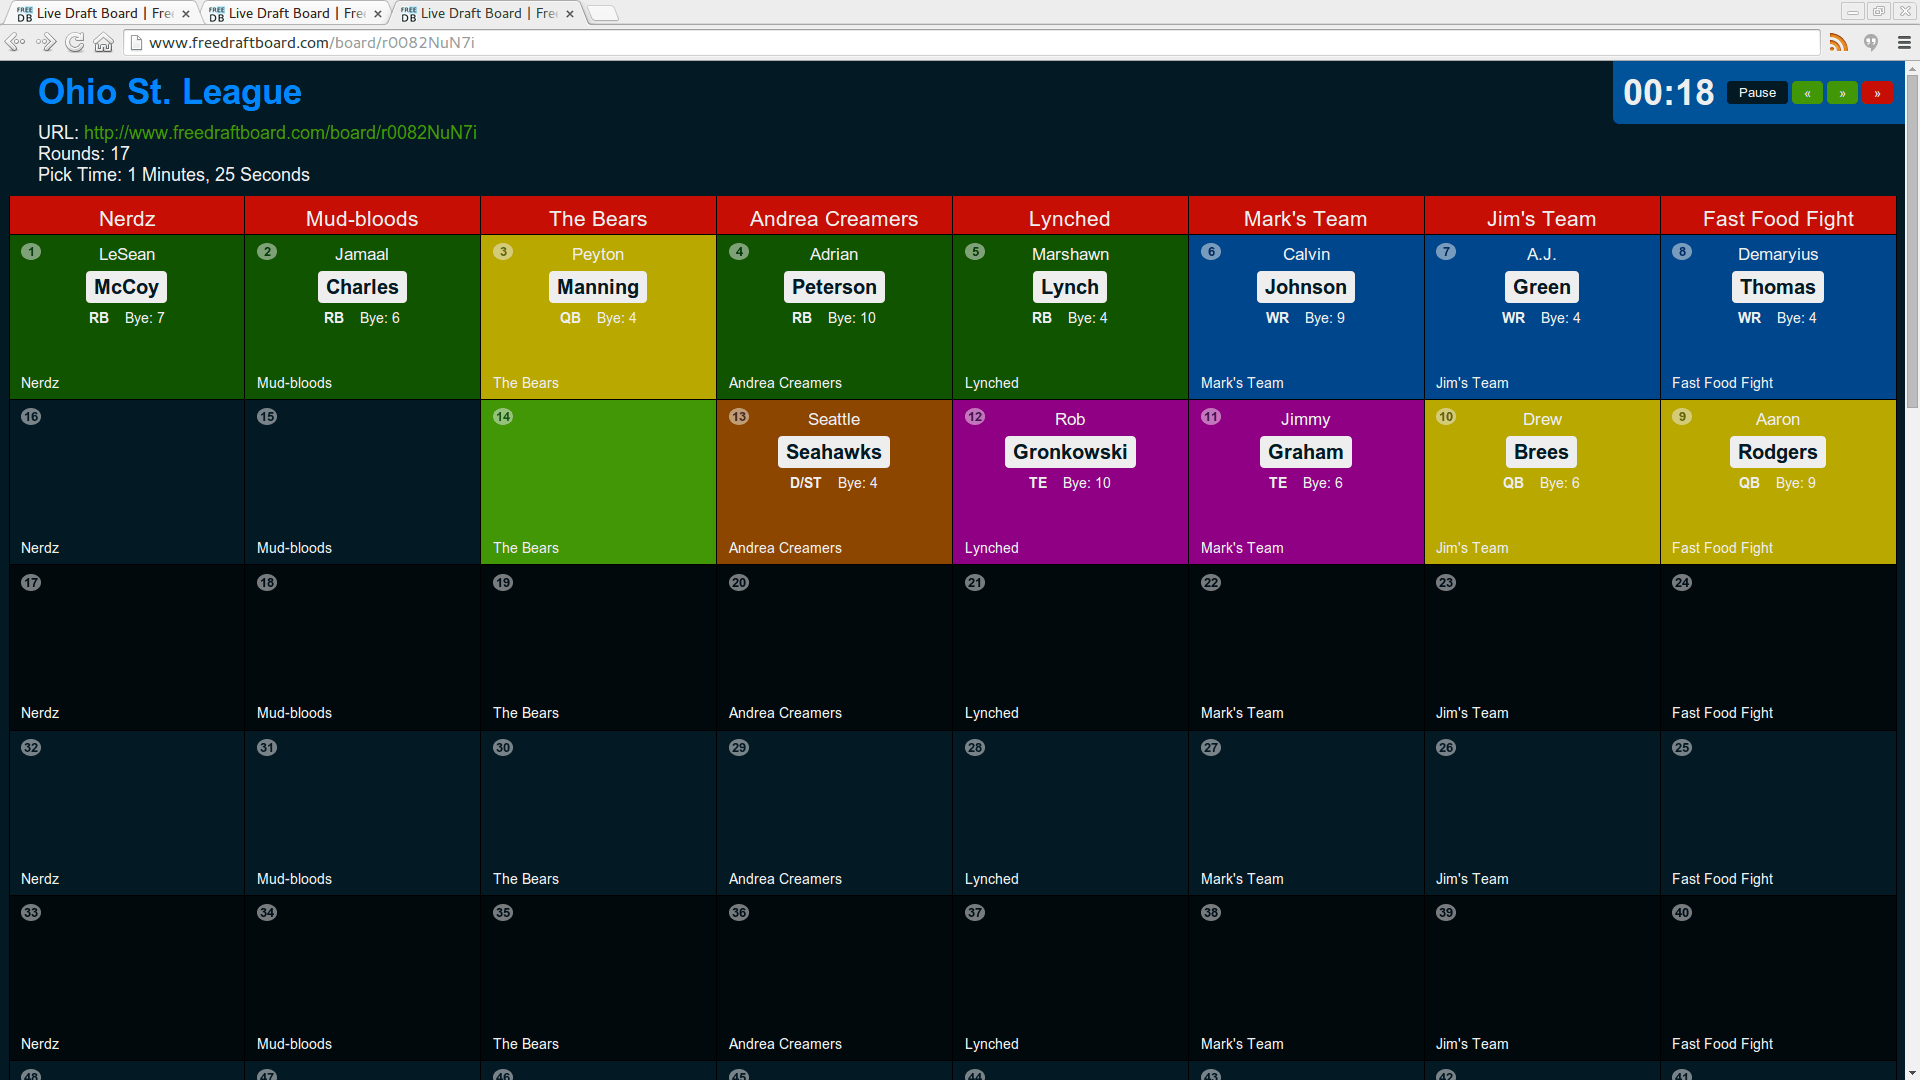 FREE DB Live Draft Board | Fre
FREE DB Live Draft Board | Fre
FREE DB Live Draft Board | Fre
www.freedraftboard.com/board/r0082NuN7i
Ohio St. League
00:18 Pause « » »
URL: http://www.freedraftboard.com/board/r0082NuN7i
Rounds: 17
Pick Time: 1 Minutes, 25 Seconds
Nerdz Mud-bloods The Bears Andrea Creamers Lynched Mark's Team Jim's Team Fast Food Fight
1 LeSean 2 Jamaal 3 Peyton 4 Adrian 5 Marshawn 6 Calvin 7 A.J. 8 Demaryius
McCoy Charles Manning Peterson Lynch Johnson Green Thomas
RB Bye: 7 RB Bye: 6 QB Bye: 4 RB Bye: 10 RB Bye: 4 WR Bye: 9 WR Bye: 4 WR Bye: 4
Nerdz Mud-bloods The Bears Andrea Creamers Lynched Mark's Team Jim's Team Fast Food Fight
16 15 14 13 Seattle 12 Rob 11 Jimmy 10 Drew 9 Aaron
Seahawks Gronkowski Graham Brees Rodgers
D/ST Bye: 4 TE Bye: 10 TE Bye: 6 QB Bye: 6 QB Bye: 9
Nerdz Mud-bloods The Bears Andrea Creamers Lynched Mark's Team Jim's Team Fast Food Fight
17 18 19 20 21 22 23 24
Nerdz Mud-bloods The Bears Andrea Creamers Lynched Mark's Team Jim's Team Fast Food Fight
32 31 30 29 28 27 26 25
Nerdz Mud-bloods The Bears Andrea Creamers Lynched Mark's Team Jim's Team Fast Food Fight
33 34 35 36 37 38 39 40
Nerdz Mud-bloods The Bears Andrea Creamers Lynched Mark's Team Jim's Team Fast Food Fight
48 47 46 45 44 43 42 41